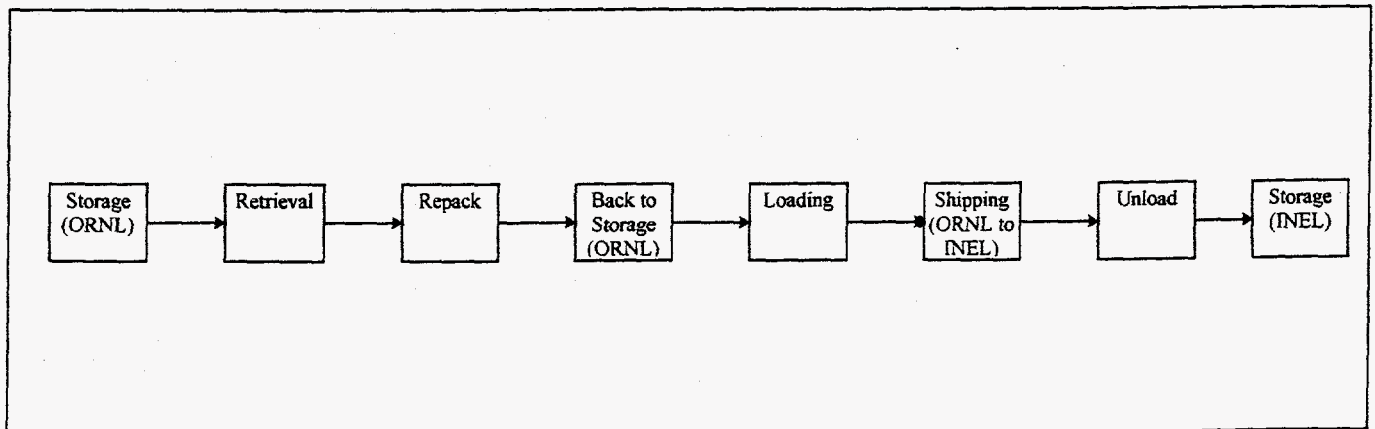 Storage
(ORNL)
Retrieval
Repack
Back to
Storage
(ORNL)
Loading
Shipping
(ORNL to
INEL)
Unload
Storage
(INEL)